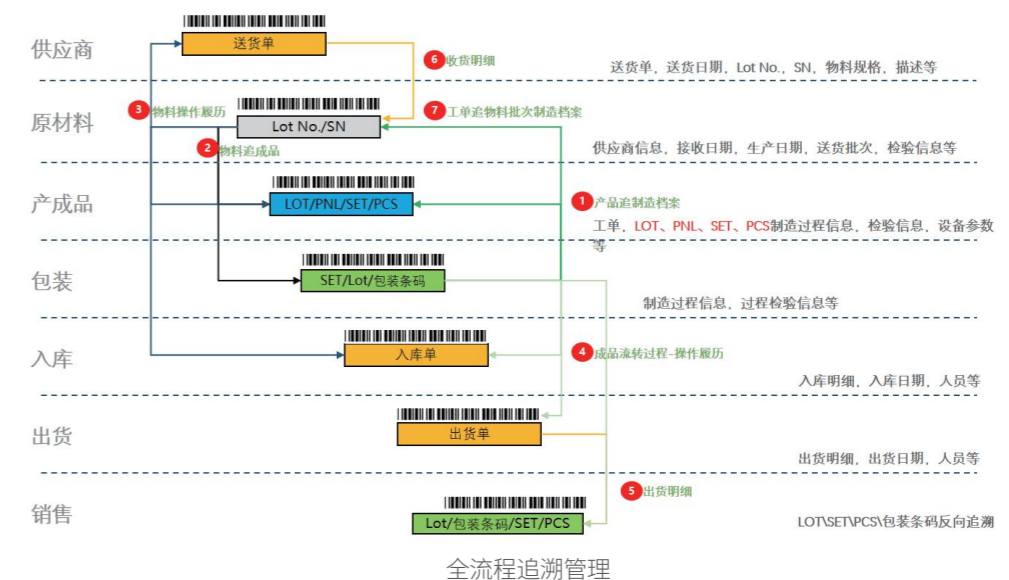 供应商
送货单
6 收货明细
送货单，送货日期，Lot No.，SN，物料规格，描述等
3 物料操作履历
原材料
Lot No./SN
7 工单追物料批次制造档案
2 物料追成品
供应商信息，接收日期，生产日期，送货批次，检验信息等
产成品
LOT/PNL/SET/PCS
1 产品追制造档案
工单，LOT、PNL、SET、PCS制造过程信息，检验信息，设备参数
等
包装
SET/Lot/包装条码
制造过程信息，过程检验信息等
入库
入库单
4 成品流转过程-操作履历
入库明细，入库日期，人员等
出货
出货单
出货明细，出货日期，人员等
5 出货明细
销售
Lot/包装条码/SET/PCS
LOT\SET\PCS\包装条码反向追溯
全流程追溯管理